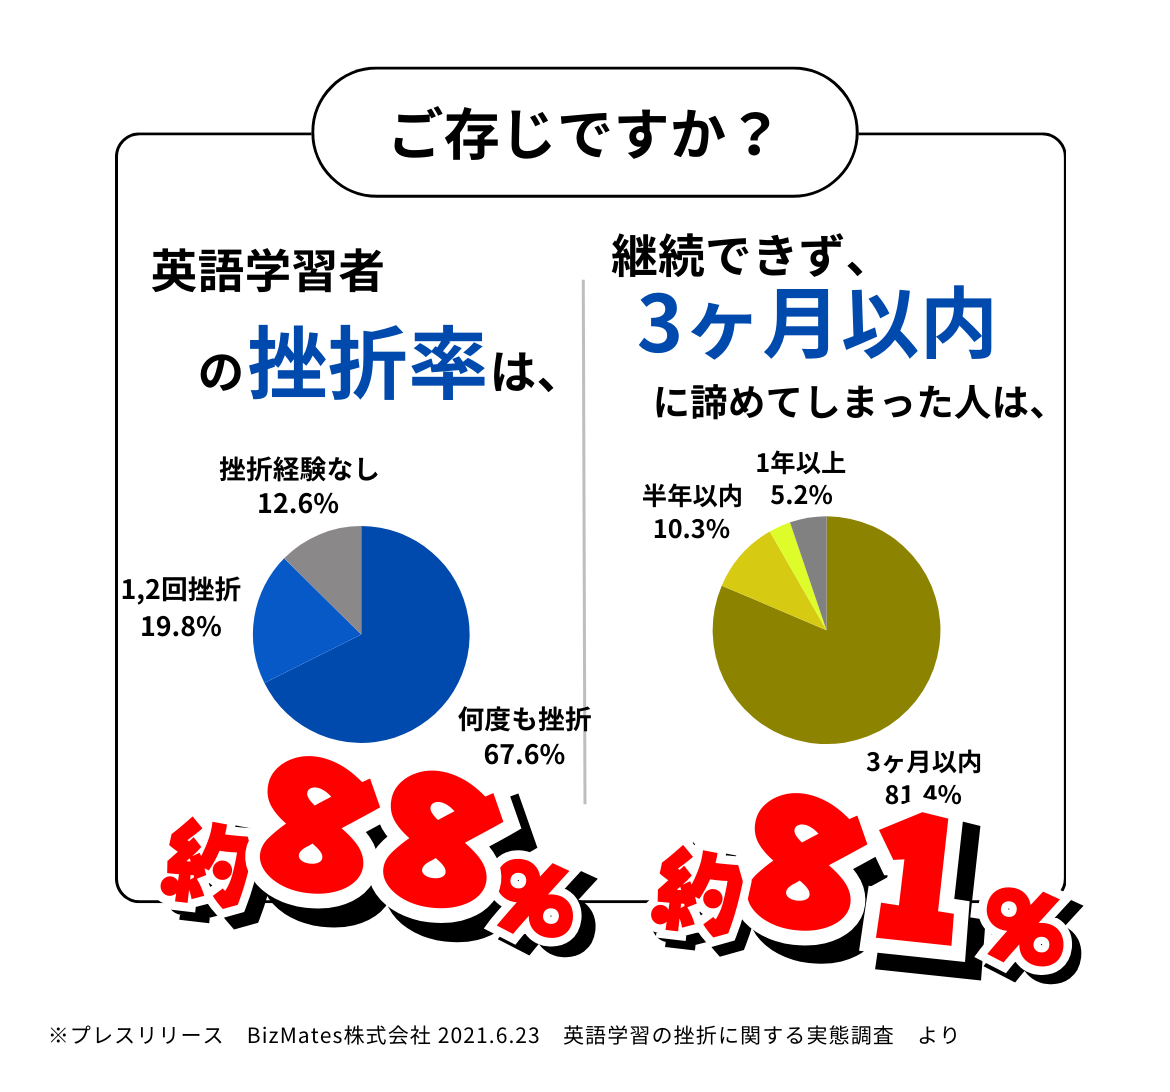 ご存じですか？
英語学習者
の挫折率は、
挫折経験なし
12.6%
1,2回挫折
19.8%
何度も挫折
67.6%
約88%
継続できず、
3ヶ月以内
に諦めてしまった人は、
1年以上
5.2%
半年以内
10.3%
3ヶ月以内
81.4%
約81%
※プレスリリース　BizMates株式会社 2021.6.23　英語学習の挫折に関する実態調査　より